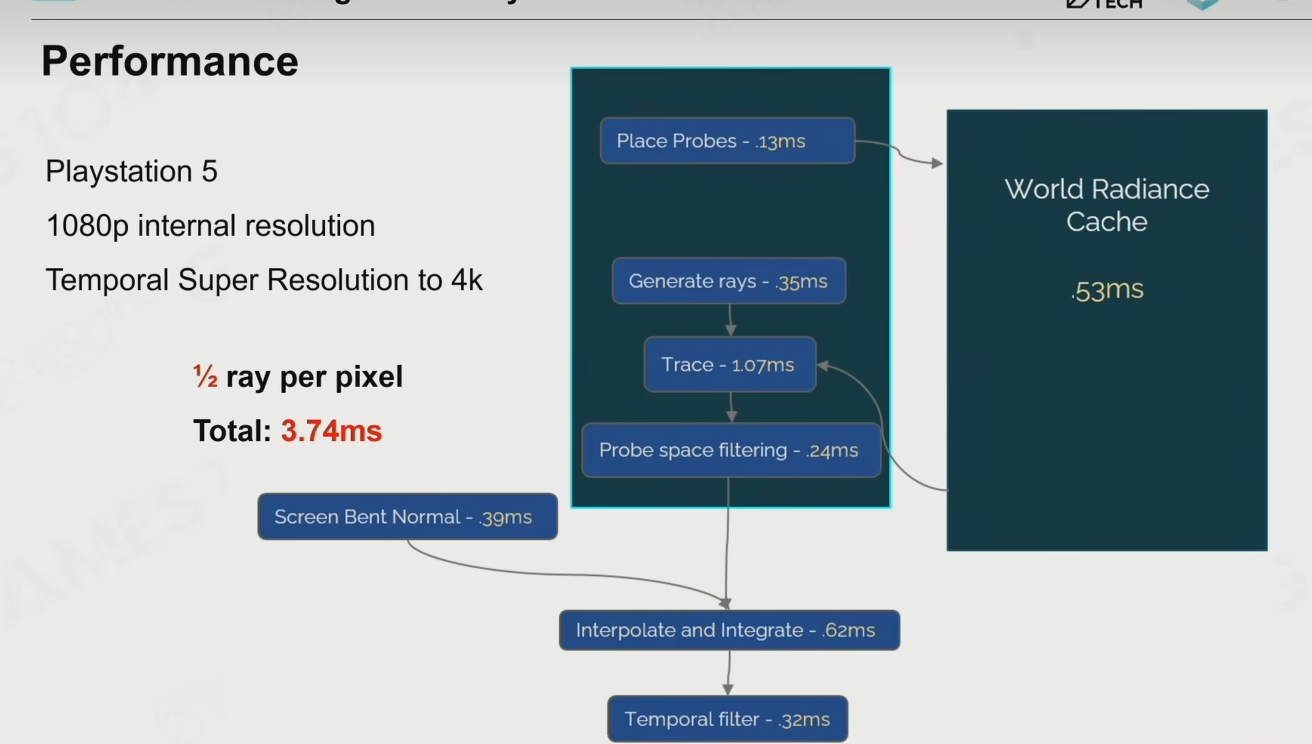 TECH
Performance
Playstation 5
1080p internal resolution
Temporal Super Resolution to 4k
½ ray per pixel
Total: 3.74ms
Place Probes - .13ms
Generate rays - .35ms
Trace - 1.07ms
Probe space filtering - .24ms
World Radiance
Cache
.53ms
Screen Bent Normal - .39ms
Interpolate and Integrate - .62ms
Temporal filter - .32ms